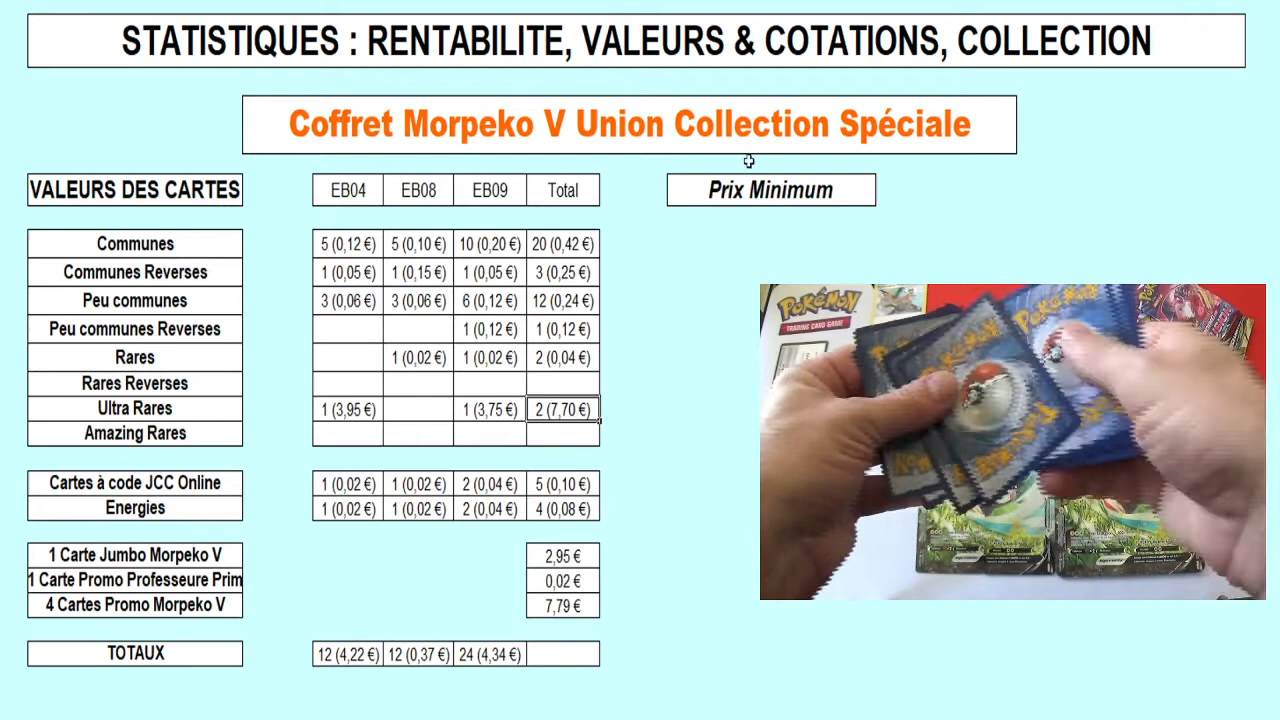 STATISTIQUES : RENTABILITE, VALEURS & COTATIONS, COLLECTION
Coffret Morpeko V Union Collection Spéciale
VALEURS DES CARTES EB04 EB08 EB09 Total Prix Minimum
Communes 5 (0,12 €) 5 (0,10 €) 10 (0,20 €) 20 (0,42 €)
Communes Reverses 1 (0,05 €) 1 (0,15 €) 1 (0,05 €) 3 (0,25 €)
Peu communes 3 (0,06 €) 3 (0,06 €) 6 (0,12 €) 12 (0,24 €)
Peu communes Reverses 1 (0,12 €) 1 (0,12 €)
Rares 1 (0,02 €) 1 (0,02 €) 2 (0,04 €)
Rares Reverses
Ultra Rares 1 (3,95 €) 1 (3,75 €) 2 (7,70 €)
Amazing Rares
Cartes à code JCC Online 1 (0,02 €) 1 (0,02 €) 2 (0,04 €) 5 (0,10 €)
Energies 1 (0,02 €) 1 (0,02 €) 2 (0,04 €) 4 (0,08 €)
1 Carte Jumbo Morpeko V 2,95 €
1 Carte Promo Professeure Prim 0,02 €
4 Cartes Promo Morpeko V 7,79 €
TOTAUX 12 (4,22 €) 12 (0,37 €) 24 (4,34 €)
POKÉMON
TRADING CARD GAME